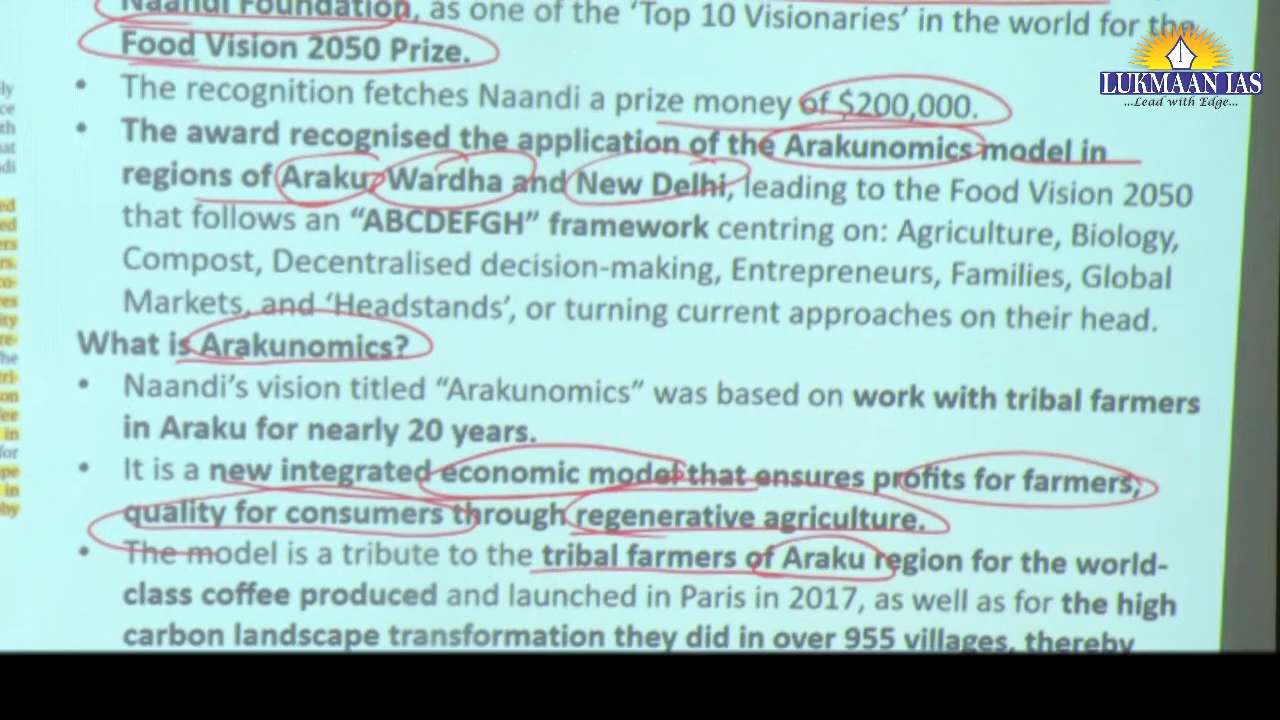 Naandi Foundation, as one of the ‘Top 10 Visionaries’ in the world for the
Food Vision 2050 Prize.
LUKMAAN IAS
...Lead with Edge...
• The recognition fetches Naandi a prize money of $200,000.
• The award recognised the application of the Arakunomics model in
regions of Araku, Wardha and New Delhi, leading to the Food Vision 2050
that follows an “ABCDEFGH” framework centring on: Agriculture, Biology,
Compost, Decentralised decision-making, Entrepreneurs, Families, Global
Markets, and ‘Headstands’, or turning current approaches on their head.
What is Arakunomics?
• Naandi’s vision titled “Arakunomics” was based on work with tribal farmers
in Araku for nearly 20 years.
• It is a new integrated economic model that ensures profits for farmers,
quality for consumers through regenerative agriculture.
• The model is a tribute to the tribal farmers of Araku region for the world-
class coffee produced and launched in Paris in 2017, as well as for the high
carbon landscape transformation they did in over 955 villages, thereby